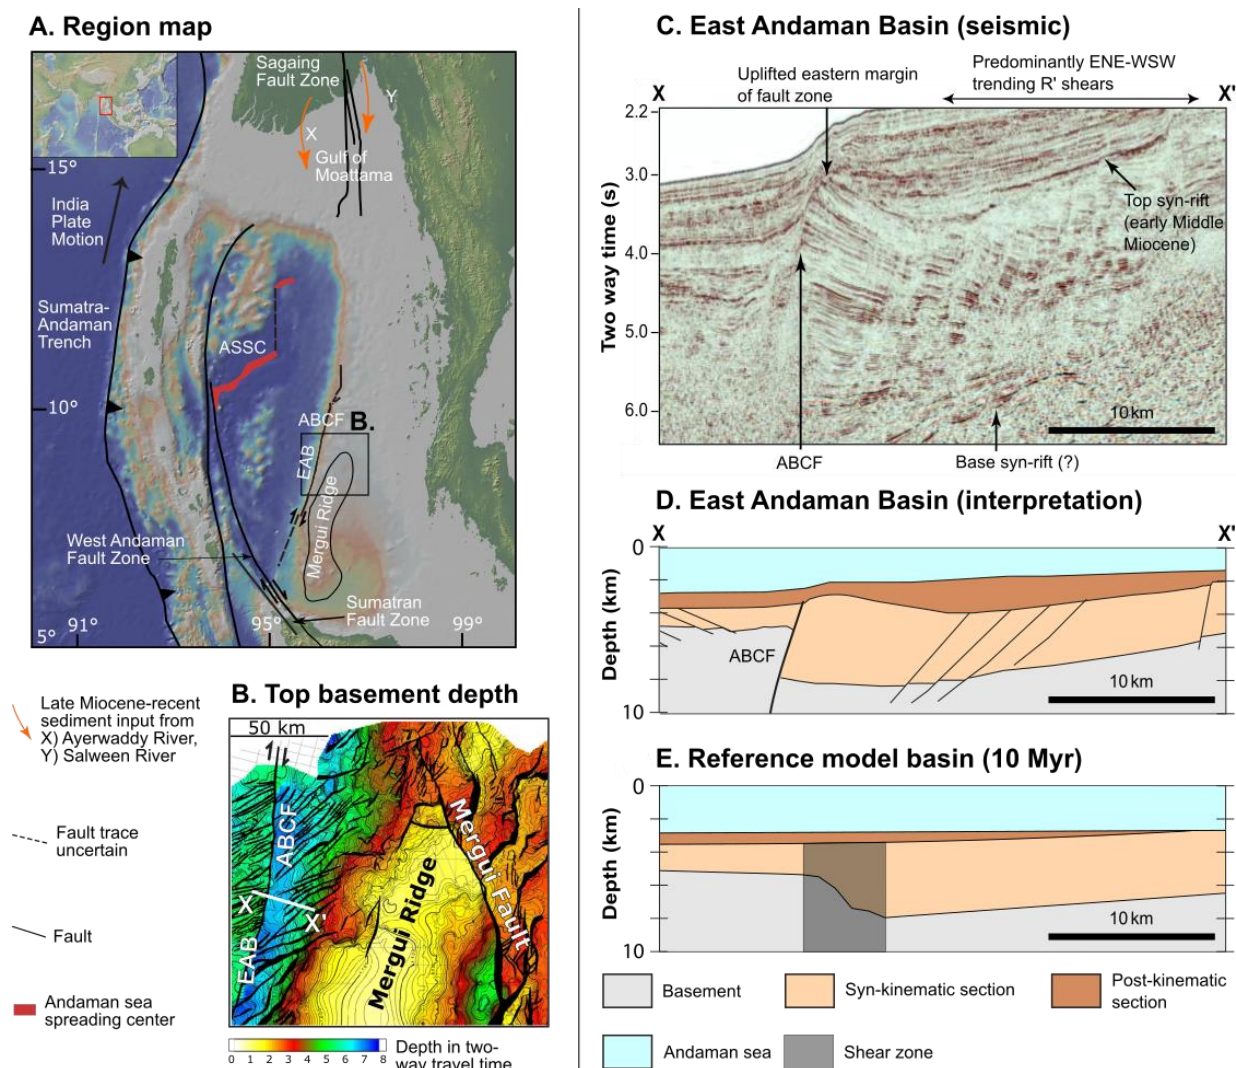 A. Region map
Sagaing
Fault Zone
Y
X
Gulf of
Moattama
15°
India
Plate
Motion
Sumatra-
Andaman
Trench
ASSC
10°
ABCF
B.
EAB
Mergui Ridge
West Andaman
Fault Zone
Sumatran
Fault Zone
5°
91°
95°
99°
Late Miocene-recent
sediment input from
X) Ayerwaddy River,
Y) Salween River
Fault trace
uncertain
Fault
Andaman sea
spreading center
B. Top basement depth
50 km
ABCF
Mergui Fault
Mergui Ridge
X
X'
EAB
0 1 2 3 4 5 6 7 8
Depth in two-
way travel time
C. East Andaman Basin (seismic)
X
Uplifted eastern margin
of fault zone
Predominantly ENE-WSW
trending R' shears
X'
Two way time (s)
2.2
3.0
4.0
5.0
6.0
Top syn-rift
(early Middle
Miocene)
10 km
ABCF
Base syn-rift (?)
D. East Andaman Basin (interpretation)
X
X'
Depth (km)
0
10
ABCF
10 km
E. Reference model basin (10 Myr)
Depth (km)
0
10
10 km
Basement
Syn-kinematic section
Post-kinematic
section
Andaman sea
Shear zone